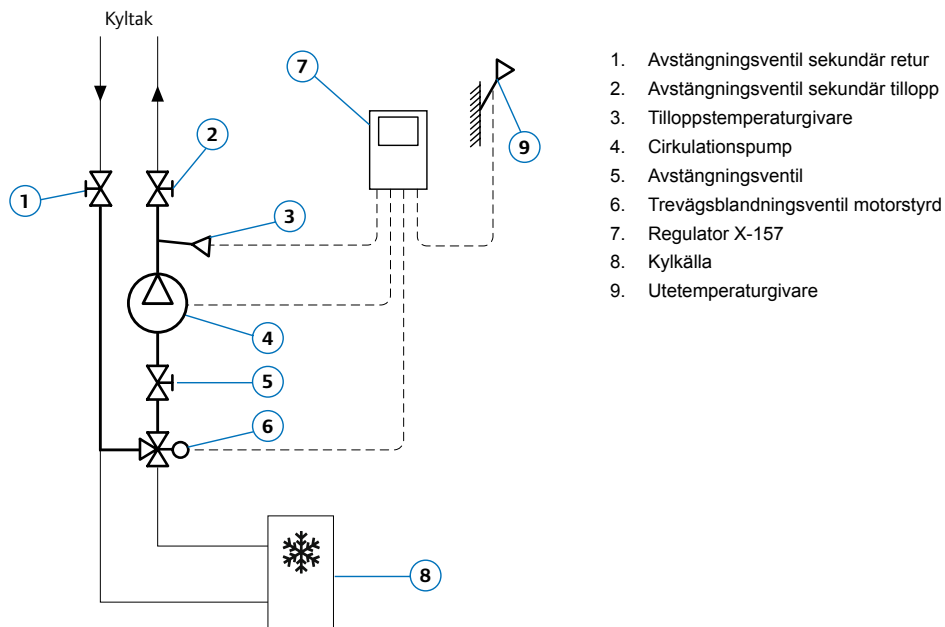 Kyltak
7
9
2
1
3
4
5
6
8
1. Avstängningsventil sekundär retur
2. Avstängningsventil sekundär tillopp
3. Tilloppstemperaturgivare
4. Cirkulationspump
5. Avstängningsventil
6. Trevägsblandningsventil motorstyrd
7. Regulator X-157
8. Kylkälla
9. Utetemperaturgivare